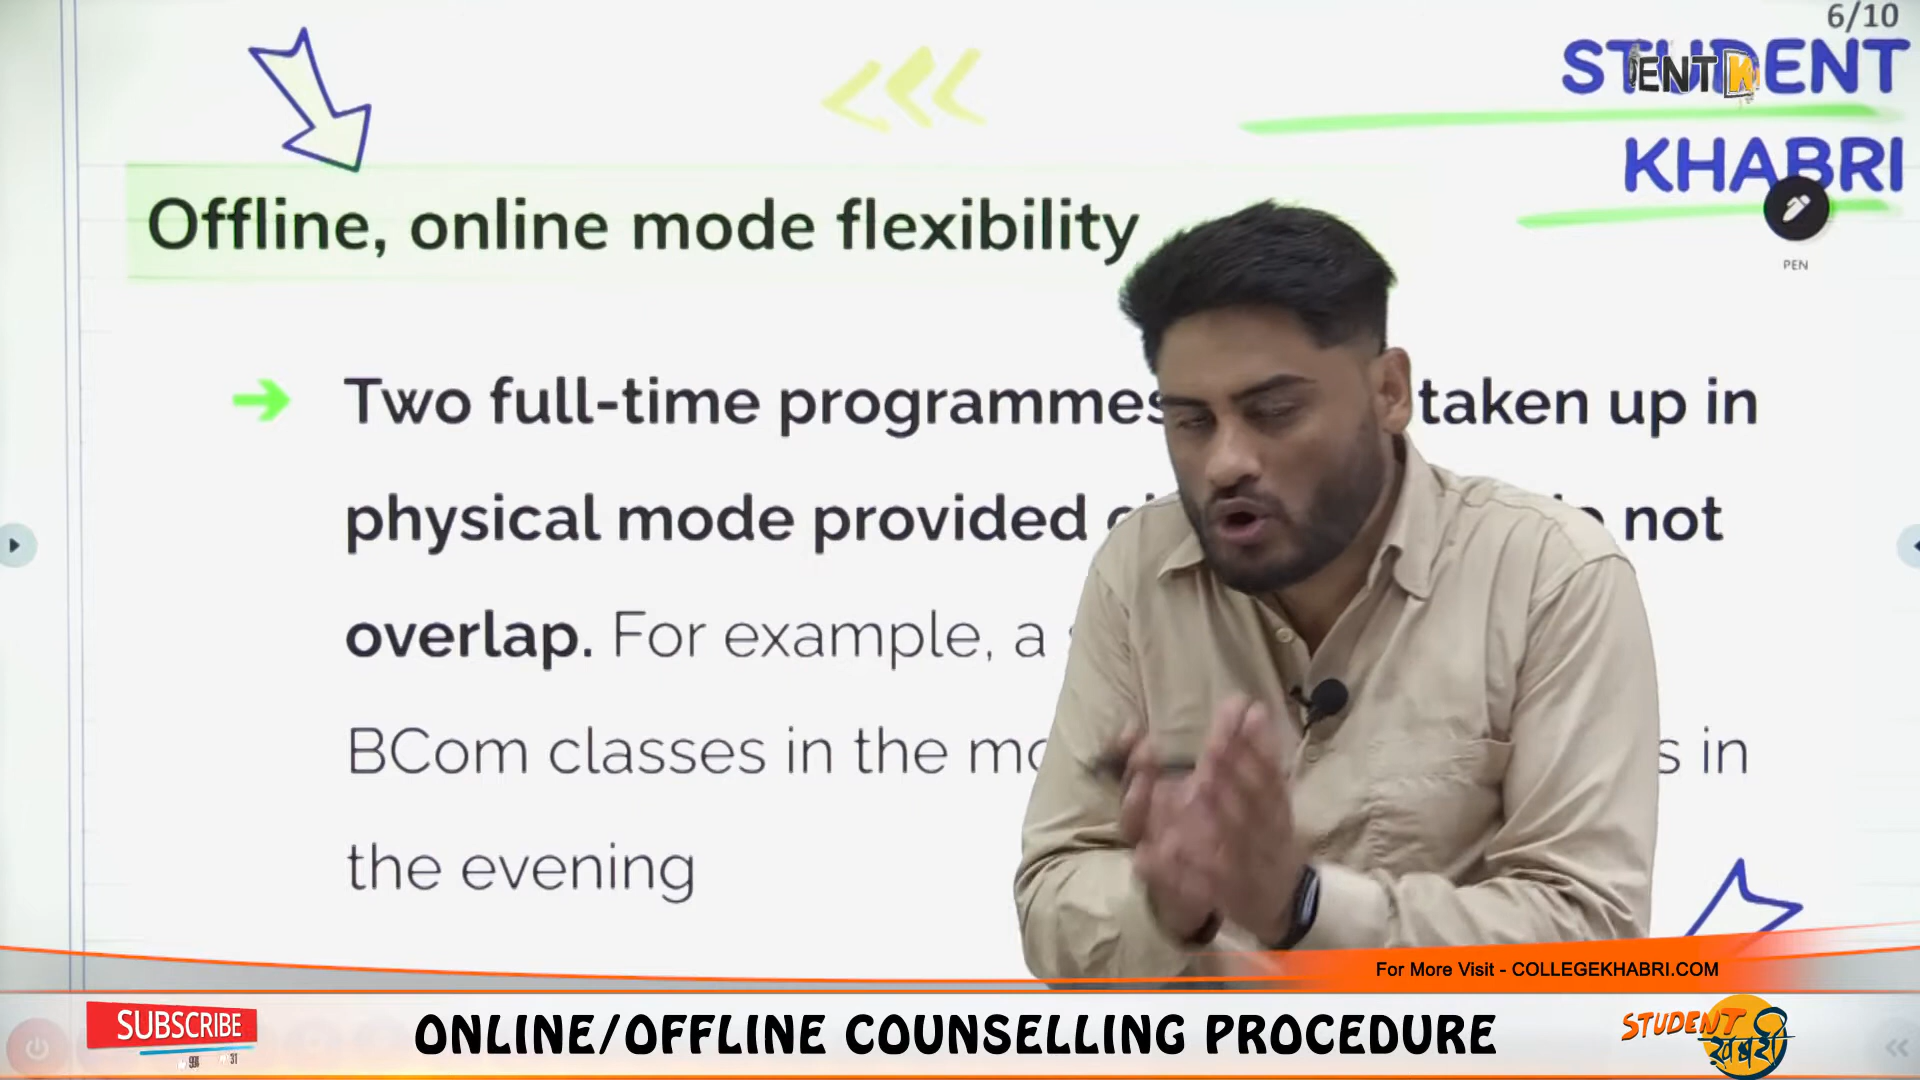 6/10
STUDENT
ENT K
KHABRI
PEN
Offline, online mode flexibility
Two full-time programmes taken up in
physical mode provided not
overlap. For example, a
BCom classes in the in
the evening
For More Visit - COLLEGEKHABRI.COM
SUBSCRIBE
ONLINE/OFFLINE COUNSELLING PROCEDURE
STUDENT
ख़बरी